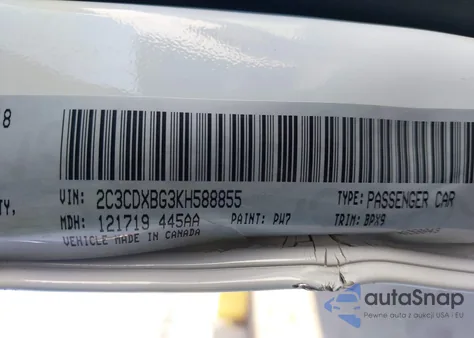 8
VIN: 2C3CDXBG3KH588855 TYPE: PASSENGER CAR
TY,
MDH: 121719 445AA PAINT: PW7 TRIM: BPX9
VEHICLE MADE IN CANADA
autoSnap
Pewne auta z aukcji USA i EU